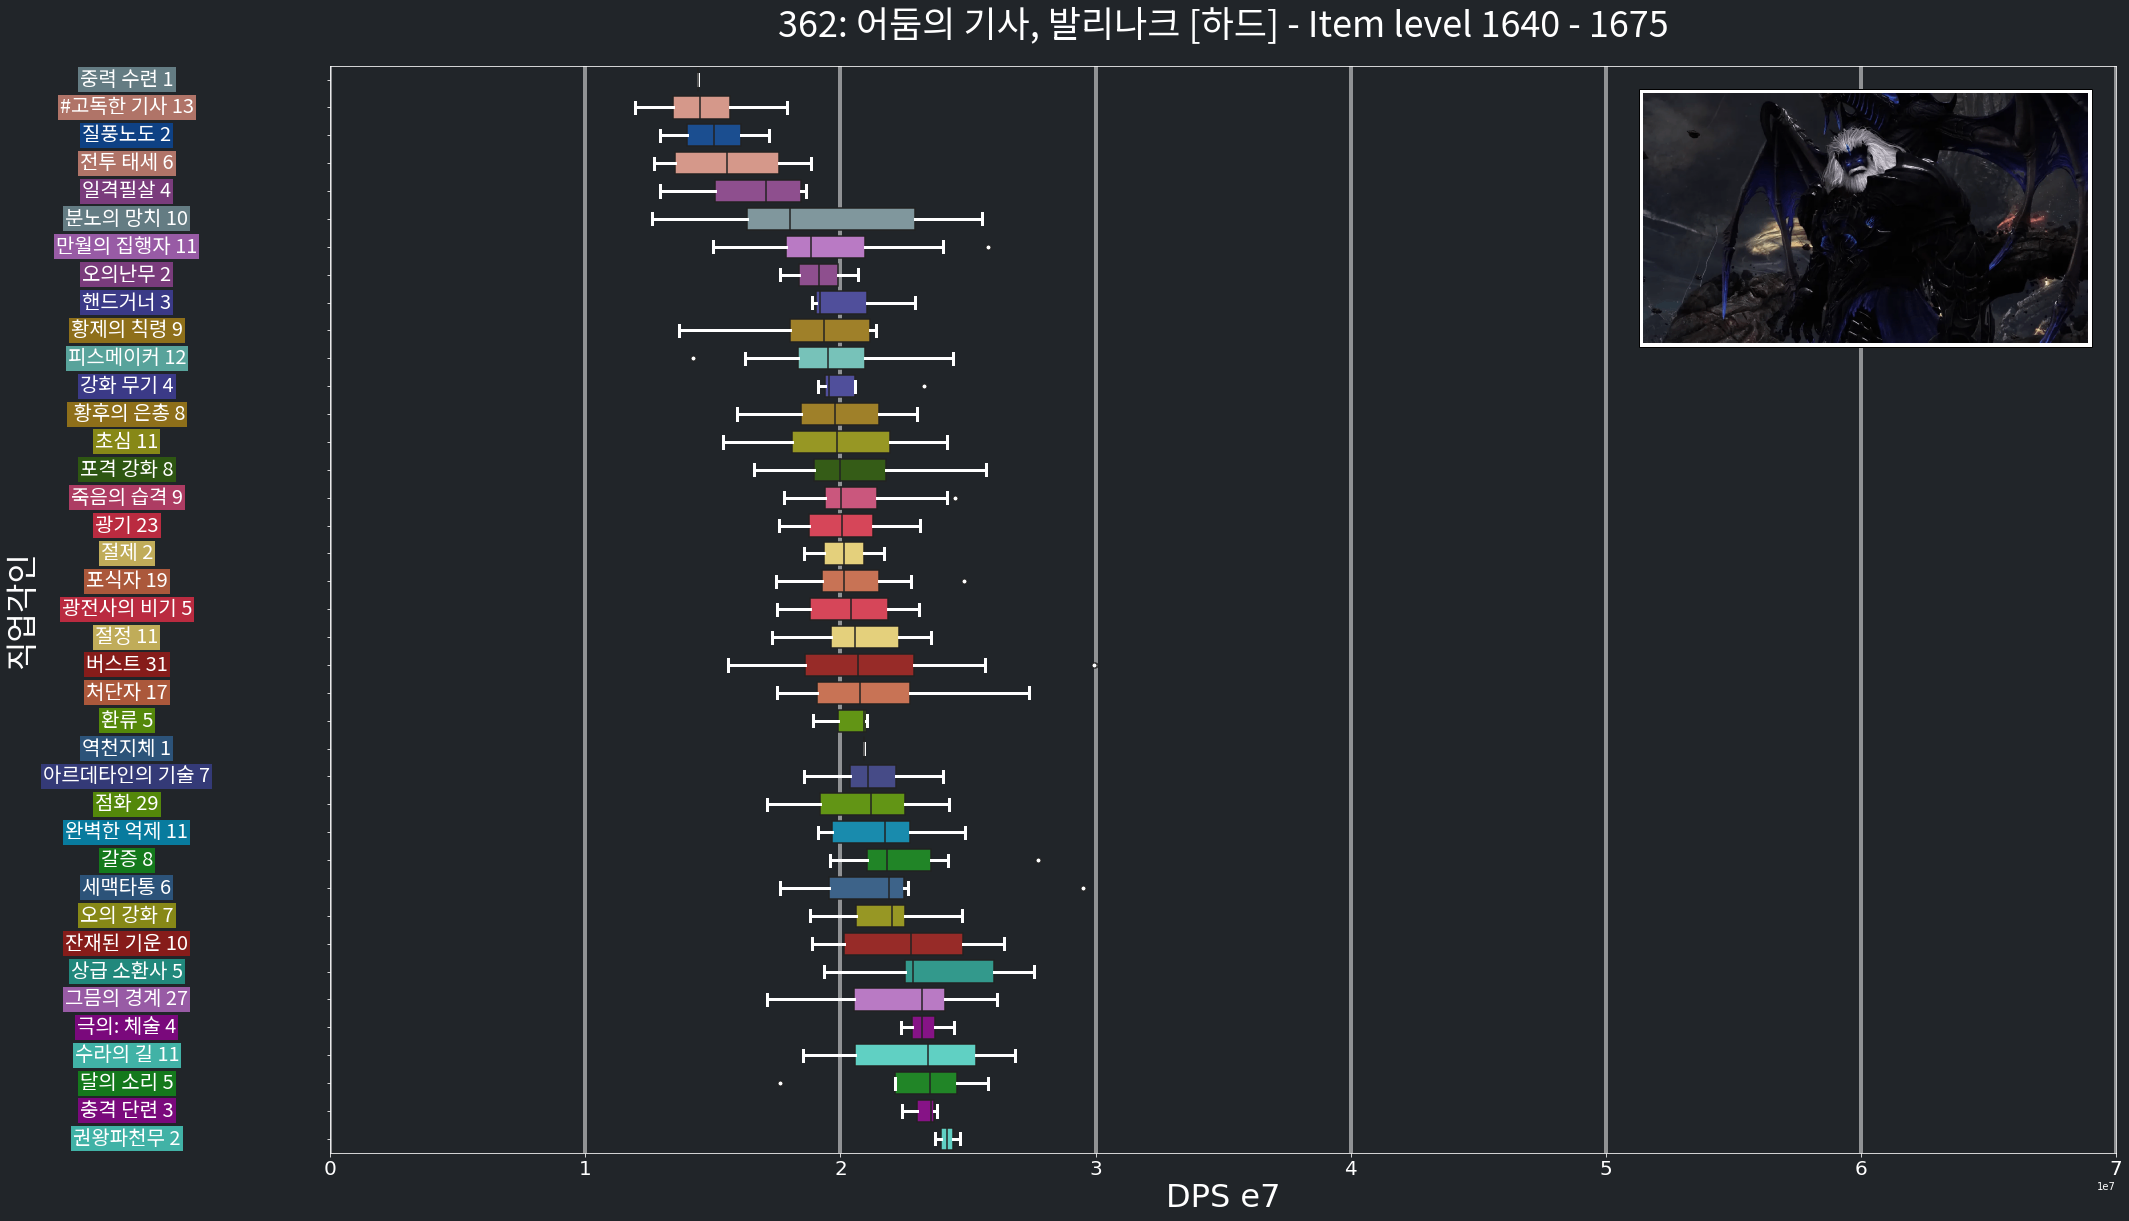 362: 어둠의 기사, 발리나크 [하드] - Item level 1640 - 1675
직업각인
중력 수련 1
#고독한 기사 13
질풍노도 2
전투 태세 6
일격필살 4
분노의 망치 10
만월의 집행자 11
오의난무 2
핸드거너 3
황제의 칙령 9
피스메이커 12
강화 무기 4
황후의 은총 8
초심 11
포격 강화 8
죽음의 습격 9
광기 23
절제 2
포식자 19
광전사의 비기 5
절정 11
버스트 31
처단자 17
환류 5
역천지체 1
아르데타인의 기술 7
점화 29
완벽한 억제 11
갈증 8
세맥타통 6
오의 강화 7
잔재된 기운 10
상급 소환사 5
그믐의 경계 27
극의: 체술 4
수라의 길 11
달의 소리 5
충격 단련 3
권왕파천무 2
0 1 2 3 4 5 6 7
1e7
DPS e7